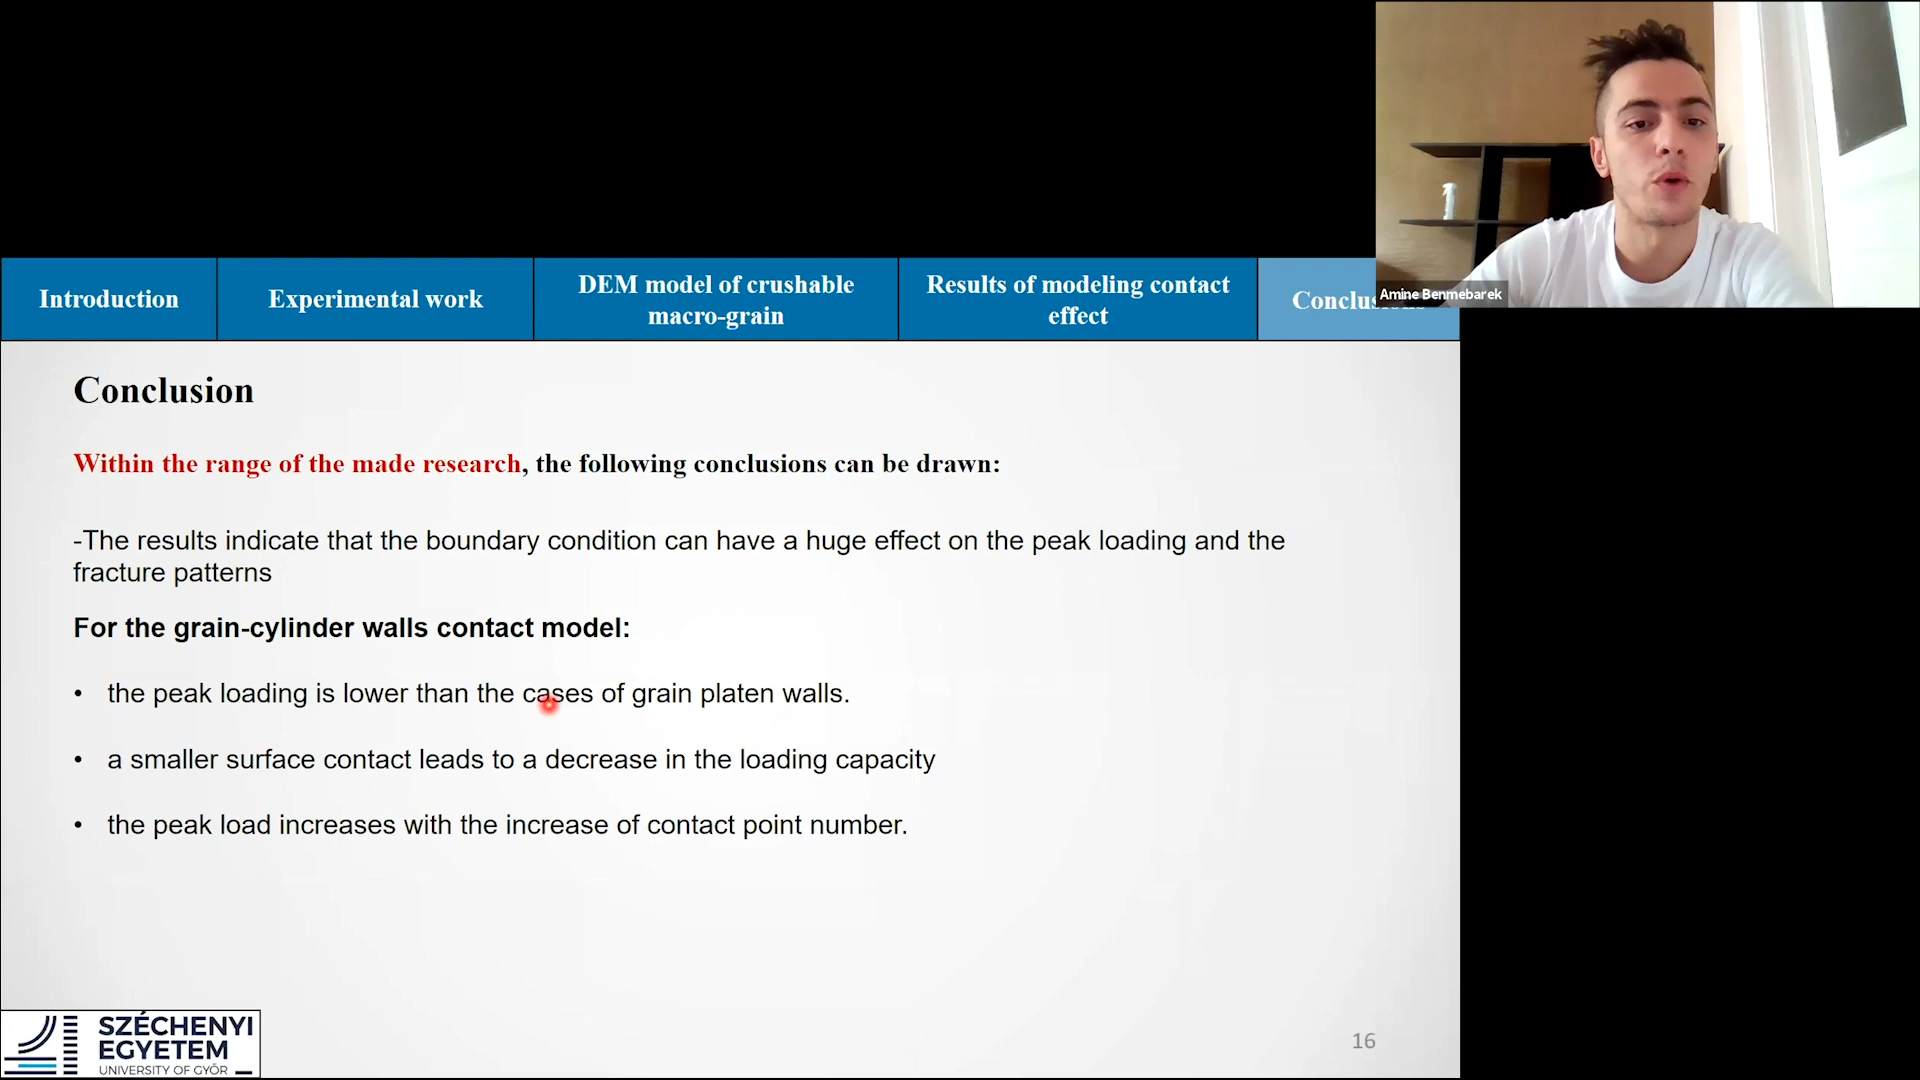 Introduction
Experimental work
DEM model of crushable
macro-grain
Results of modeling contact
effect
Amine Benmebarek
Conclusion
Within the range of the made research, the following conclusions can be drawn:
-The results indicate that the boundary condition can have a huge effect on the peak loading and the
fracture patterns
For the grain-cylinder walls contact model:
• the peak loading is lower than the cases of grain platen walls.
• a smaller surface contact leads to a decrease in the loading capacity
• the peak load increases with the increase of contact point number.
SZÉCHENYI
EGYETEM
UNIVERSITY OF GYŐR
16